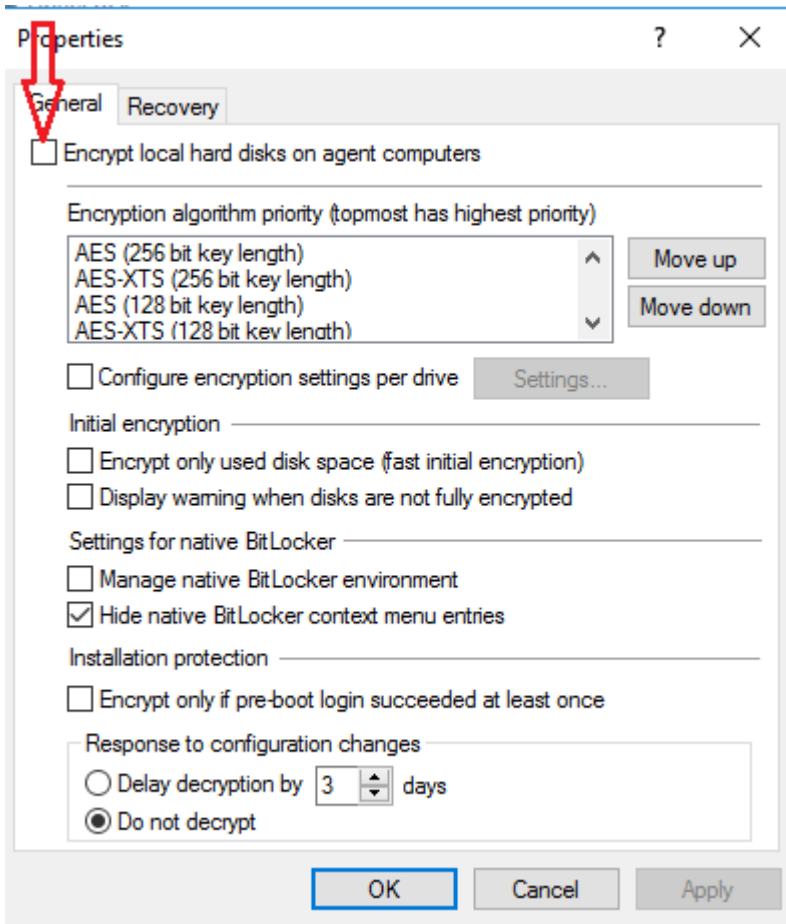 Properties
?
General
Recovery
Encrypt local hard disks on agent computers
Encryption algorithm priority (topmost has highest priority)
AES (256 bit key length)
AES-XTS (256 bit key length)
AES (128 bit key length)
AES-XTS (128 bit key length)
Move up
Move down
Configure encryption settings per drive
Settings...
Initial encryption
Encrypt only used disk space (fast initial encryption)
Display warning when disks are not fully encrypted
Settings for native BitLocker
Manage native BitLocker environment
Hide native BitLocker context menu entries
Installation protection
Encrypt only if pre-boot login succeeded at least once
Response to configuration changes
Delay decryption by 3 days
Do not decrypt
OK
Cancel
Apply